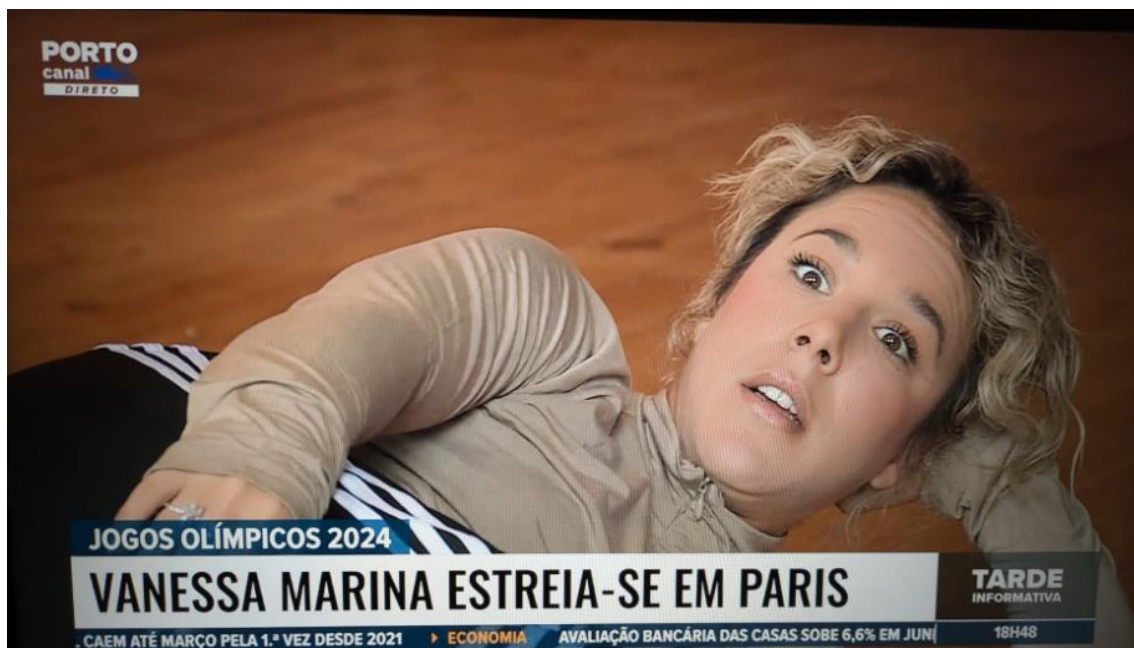 PORTO
canal
DIRETO
JOGOS OLÍMPICOS 2024
VANESSA MARINA ESTREIA-SE EM PARIS
TARDE
INFORMATIVA
. CAEM ATÉ MARÇO PELA 1.ª VEZ DESDE 2021 ECONOMIA AVALIAÇÃO BANCÁRIA DAS CASAS SOBE 6,6% EM JUN
18H48